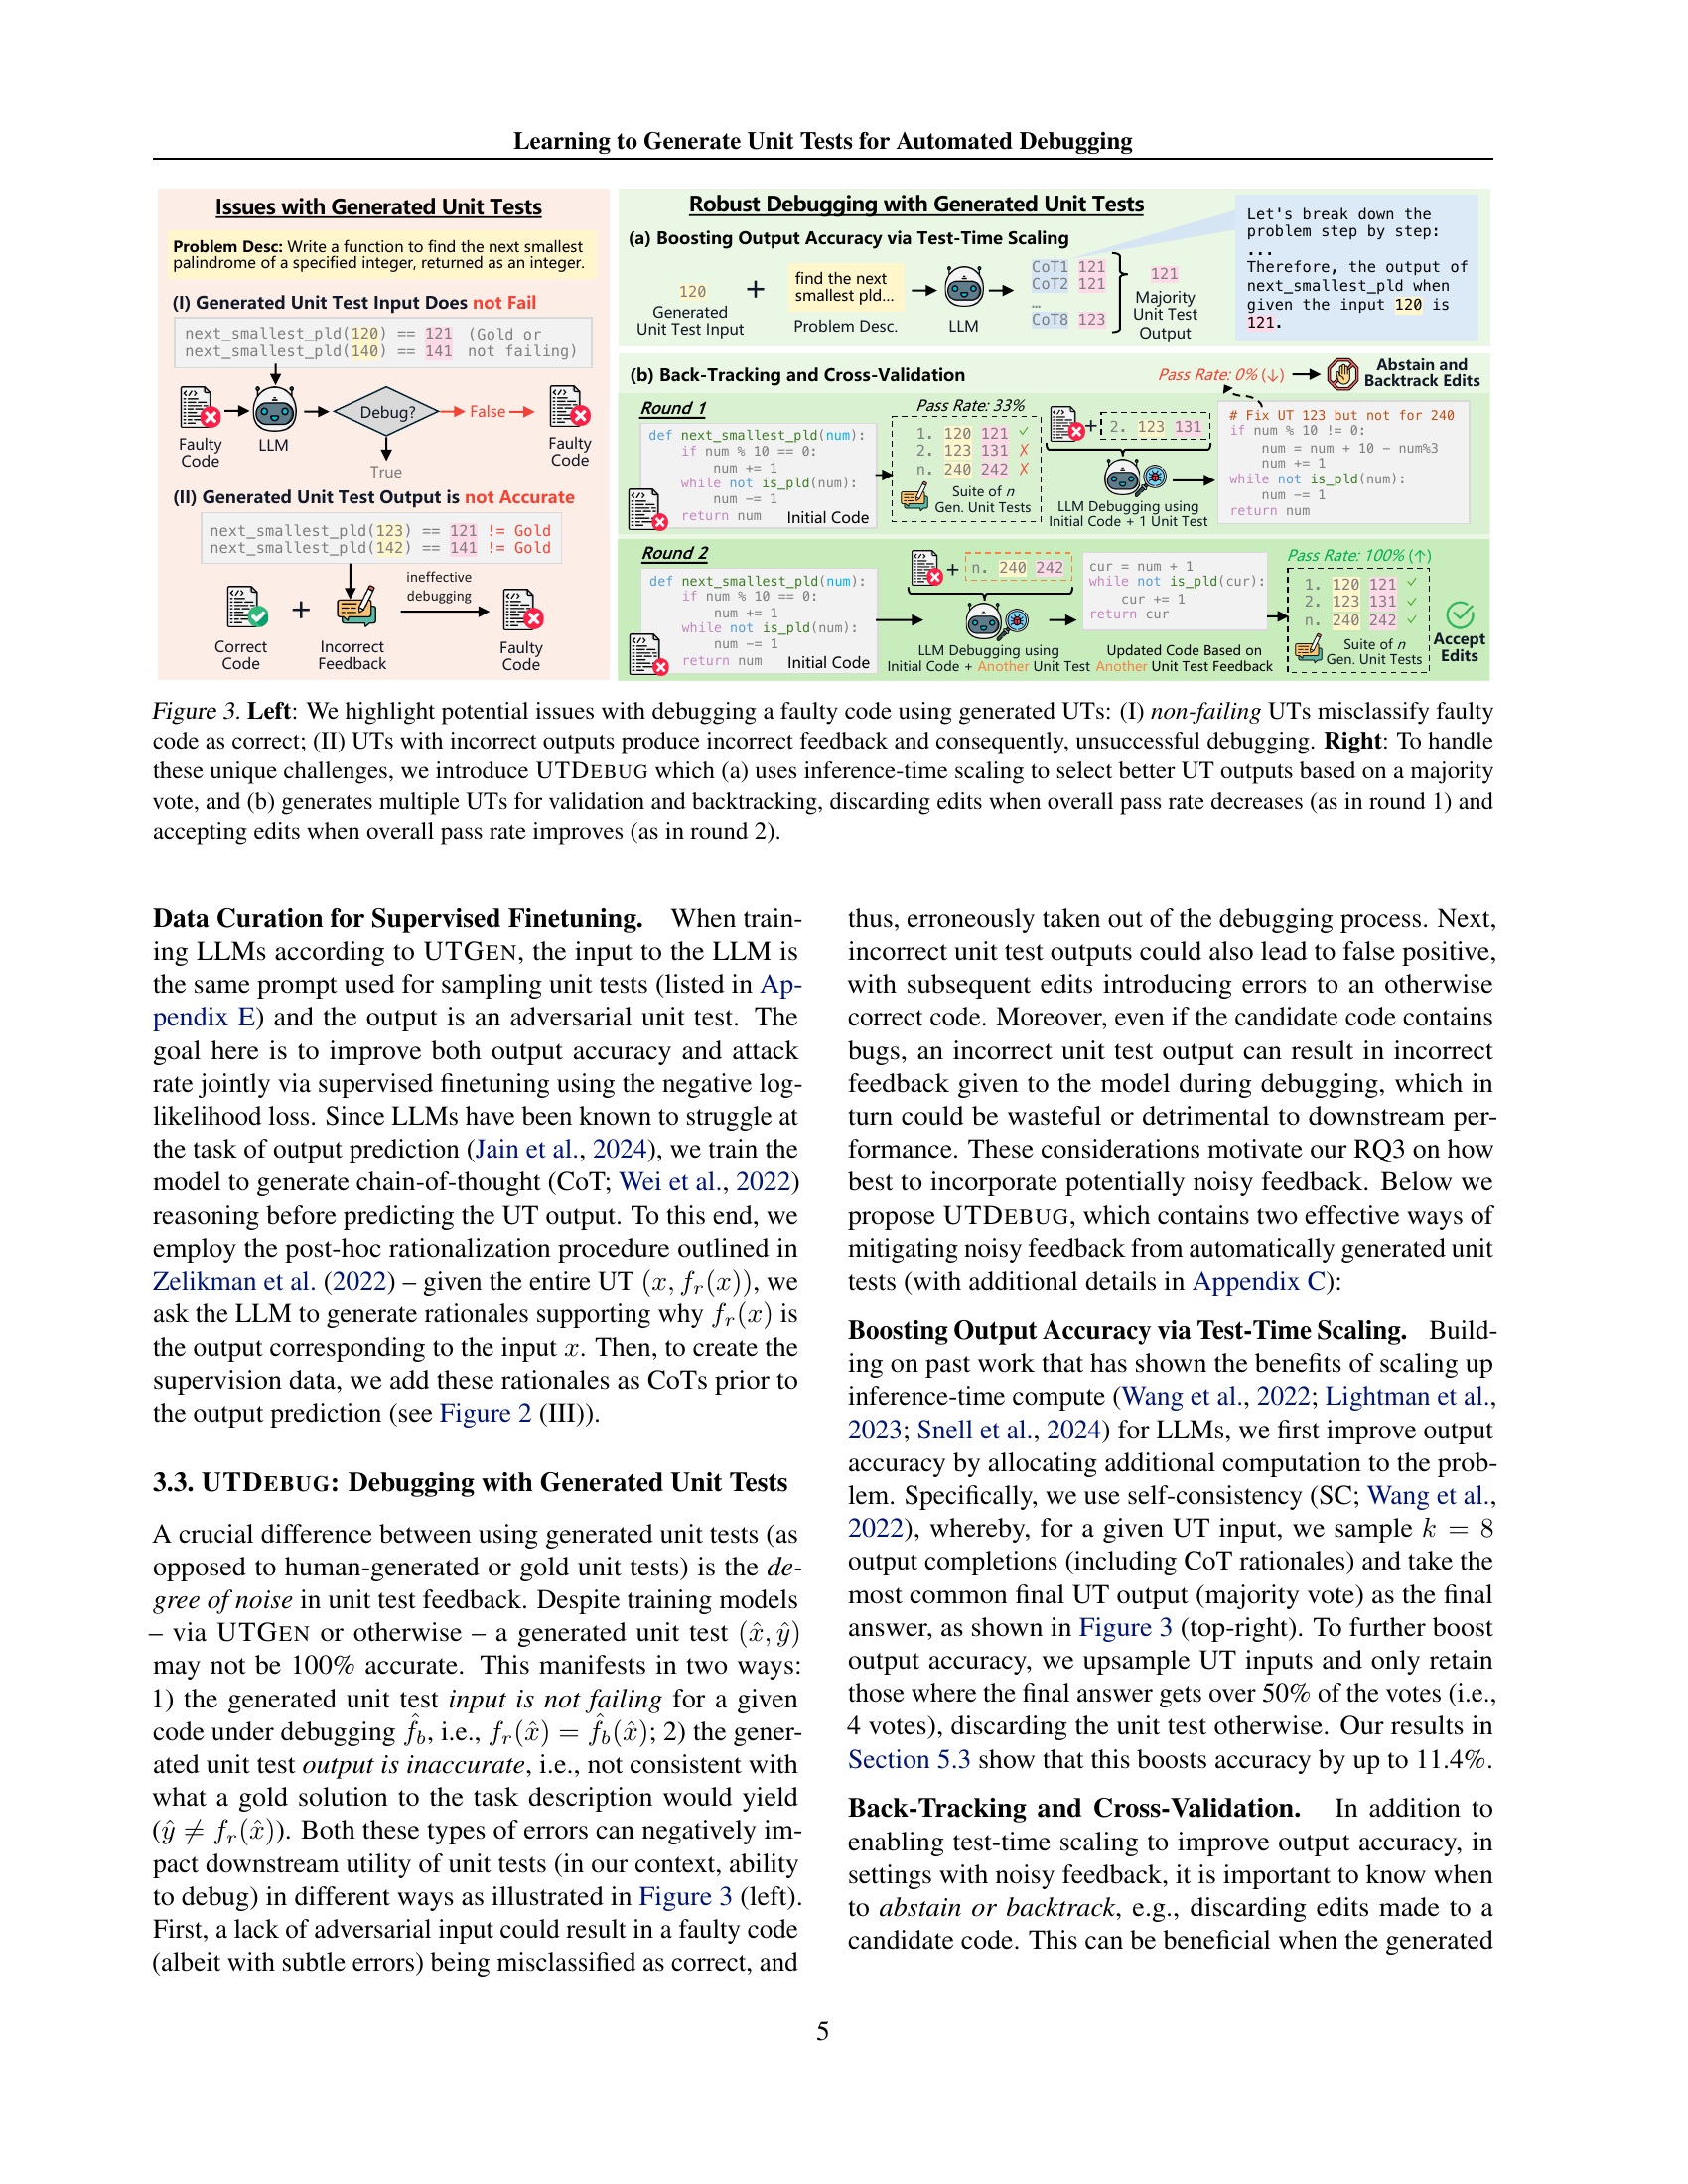 Learning to Generate Unit Tests for Automated Debugging
Issues with Generated Unit Tests
Problem Desc: Write a function to find the next smallest
palindrome of a specified integer, returned as an integer.
(I) Generated Unit Test Input Does not Fail
next_smallest_pld(120) == 121 (Gold or
next_smallest_pld(140) == 141 not failing)
Faulty
Code
LLM
Debug?
False
Faulty
Code
True
(II) Generated Unit Test Output is not Accurate
next_smallest_pld(123) == 121 != Gold
next_smallest_pld(142) == 141 != Gold
ineffective
debugging
+
Correct
Code
Incorrect
Feedback
Faulty
Code
Robust Debugging with Generated Unit Tests
(a) Boosting Output Accuracy via Test-Time Scaling
120
Generated
Unit Test Input
+
find the next
smallest pld...
Problem Desc.
LLM
CoT1 121
CoT2 121
...
CoT8 123
121
Majority
Unit Test
Output
Let's break down the
problem step by step:
...
Therefore, the output of
next_smallest_pld when
given the input 120 is
121.
(b) Back-Tracking and Cross-Validation
Pass Rate: 0% (↓)
Abstain and
Backtrack Edits
Round 1
def next_smallest_pld(num):
if num % 10 == 0:
num += 1
while not is_pld(num):
num -= 1
return num
Initial Code
Pass Rate: 33%
1. 120 121 ✓
2. 123 131 ✗
n. 240 242 ✗
Suite of n
Gen. Unit Tests
+ 2. 123 131
LLM Debugging using
Initial Code + 1 Unit Test
# Fix UT 123 but not for 240
if num % 10 != 0:
num = num + 10 - num%3
num += 1
while not is_pld(num):
num -= 1
return num
Round 2
def next_smallest_pld(num):
if num % 10 == 0:
num += 1
while not is_pld(num):
num -= 1
return num
Initial Code
+ n. 240 242
LLM Debugging using
Initial Code + Another Unit Test
cur = num + 1
while not is_pld(cur):
cur += 1
return cur
Updated Code Based on
Another Unit Test Feedback
Pass Rate: 100% (↑)
1. 120 121 ✓
2. 123 131 ✓
n. 240 242 ✓
Suite of n
Gen. Unit Tests
Accept
Edits
Figure 3. Left: We highlight potential issues with debugging a faulty code using generated UTs: (I) non-failing UTs misclassify faulty
code as correct; (II) UTs with incorrect outputs produce incorrect feedback and consequently, unsuccessful debugging. Right: To handle
these unique challenges, we introduce UTDEBUG which (a) uses inference-time scaling to select better UT outputs based on a majority
vote, and (b) generates multiple UTs for validation and backtracking, discarding edits when overall pass rate decreases (as in round 1) and
accepting edits when overall pass rate improves (as in round 2).
Data Curation for Supervised Finetuning. When train-
ing LLMs according to UTGEN, the input to the LLM is
the same prompt used for sampling unit tests (listed in Ap-
pendix E) and the output is an adversarial unit test. The
goal here is to improve both output accuracy and attack
rate jointly via supervised finetuning using the negative log-
likelihood loss. Since LLMs have been known to struggle at
the task of output prediction (Jain et al., 2024), we train the
model to generate chain-of-thought (CoT; Wei et al., 2022)
reasoning before predicting the UT output. To this end, we
employ the post-hoc rationalization procedure outlined in
Zelikman et al. (2022) – given the entire UT (x, f_r(x)), we
ask the LLM to generate rationales supporting why f_r(x) is
the output corresponding to the input x. Then, to create the
supervision data, we add these rationales as CoTs prior to
the output prediction (see Figure 2 (III)).
3.3. UTDEBUG: Debugging with Generated Unit Tests
A crucial difference between using generated unit tests (as
opposed to human-generated or gold unit tests) is the de-
gree of noise in unit test feedback. Despite training models
– via UTGEN or otherwise – a generated unit test (x̂, ŷ)
may not be 100% accurate. This manifests in two ways:
1) the generated unit test input is not failing for a given
code under debugging f̂_b, i.e., f_r(x̂) = f̂_b(x̂); 2) the gener-
ated unit test output is inaccurate, i.e., not consistent with
what a gold solution to the task description would yield
(ŷ ≠ f_r(x̂)). Both these types of errors can negatively im-
pact downstream utility of unit tests (in our context, ability
to debug) in different ways as illustrated in Figure 3 (left).
First, a lack of adversarial input could result in a faulty code
(albeit with subtle errors) being misclassified as correct, and
thus, erroneously taken out of the debugging process. Next,
incorrect unit test outputs could also lead to false positive,
with subsequent edits introducing errors to an otherwise
correct code. Moreover, even if the candidate code contains
bugs, an incorrect unit test output can result in incorrect
feedback given to the model during debugging, which in
turn could be wasteful or detrimental to downstream per-
formance. These considerations motivate our RQ3 on how
best to incorporate potentially noisy feedback. Below we
propose UTDEBUG, which contains two effective ways of
mitigating noisy feedback from automatically generated unit
tests (with additional details in Appendix C):
Boosting Output Accuracy via Test-Time Scaling. Build-
ing on past work that has shown the benefits of scaling up
inference-time compute (Wang et al., 2022; Lightman et al.,
2023; Snell et al., 2024) for LLMs, we first improve output
accuracy by allocating additional computation to the prob-
lem. Specifically, we use self-consistency (SC; Wang et al.,
2022), whereby, for a given UT input, we sample k = 8
output completions (including CoT rationales) and take the
most common final UT output (majority vote) as the final
answer, as shown in Figure 3 (top-right). To further boost
output accuracy, we upsample UT inputs and only retain
those where the final answer gets over 50% of the votes (i.e.,
4 votes), discarding the unit test otherwise. Our results in
Section 5.3 show that this boosts accuracy by up to 11.4%.
Back-Tracking and Cross-Validation. In addition to
enabling test-time scaling to improve output accuracy, in
settings with noisy feedback, it is important to know when
to abstain or backtrack, e.g., discarding edits made to a
candidate code. This can be beneficial when the generated
5